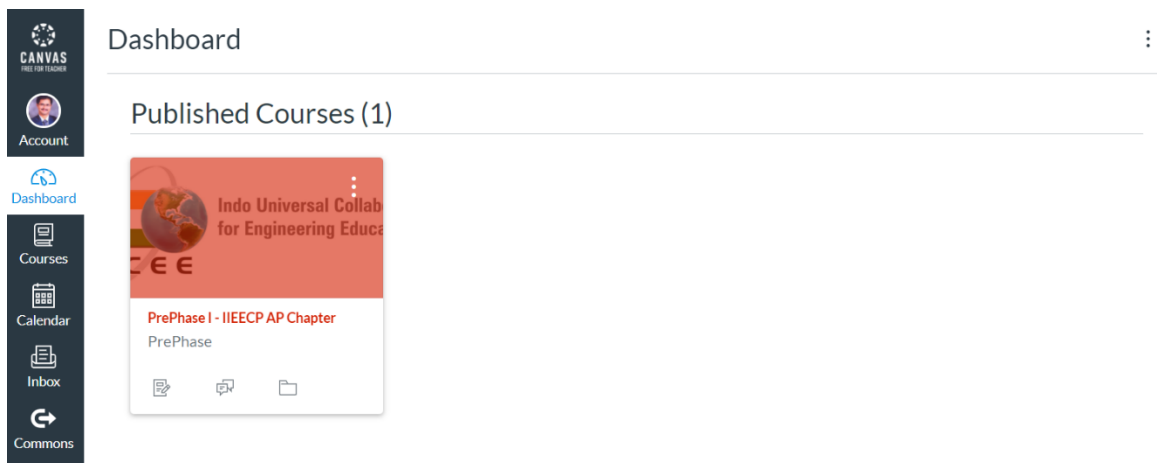 CANVAS
FREE FOR TEACHER
Account
Dashboard
Courses
Calendar
Inbox
Commons
Dashboard
Published Courses (1)
Indo Universal Collab
for Engineering Educa
CEE
PrePhase I - IIEECP AP Chapter
PrePhase